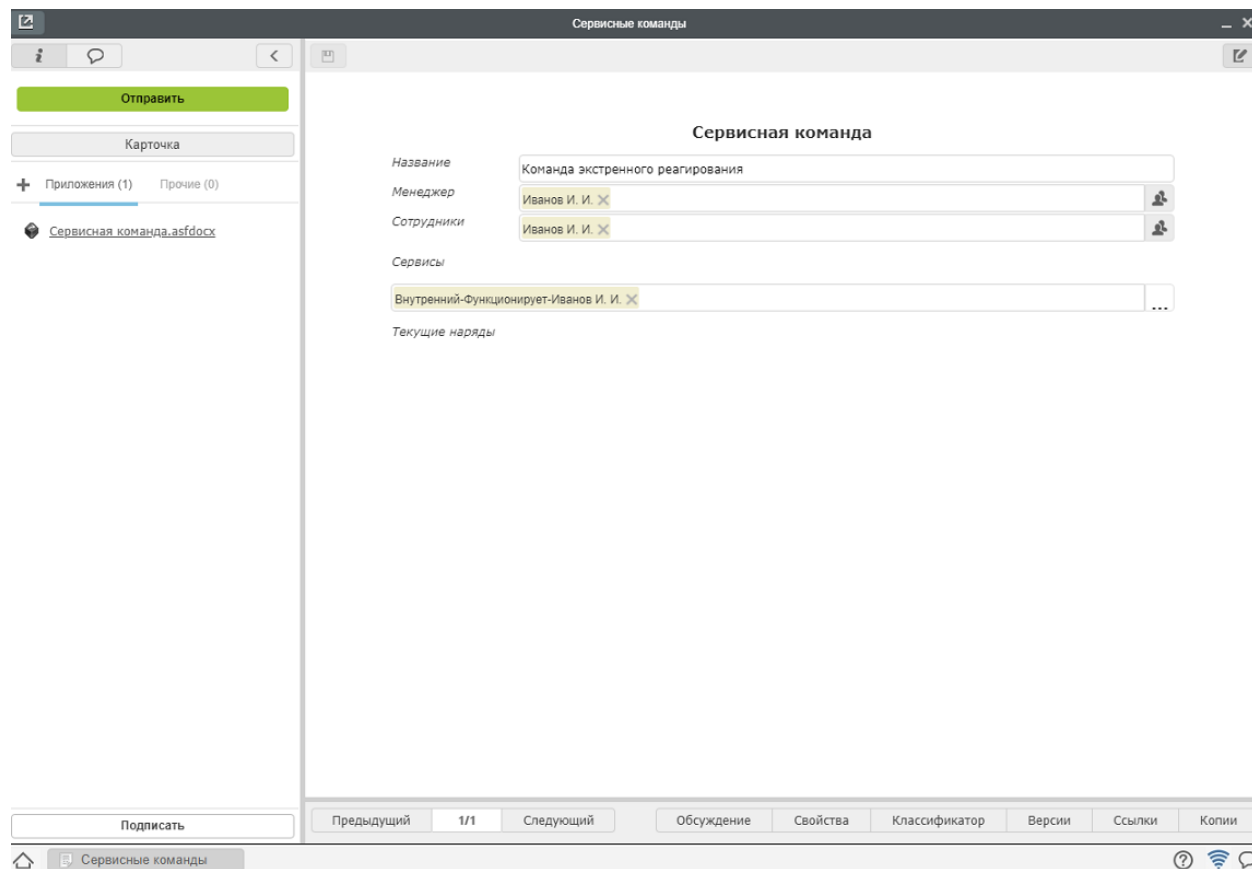 Сервисные команды
i
Отправить
Карточка
Приложения (1) Прочие (0)
Сервисная команда.asfdocx
Подписать
Сервисная команда
Название Команда экстренного реагирования
Менеджер Иванов И. И.
Сотрудники Иванов И. И.
Сервисы
Внутренний-Функционирует-Иванов И. И. ...
Текущие наряды
Предыдущий 1/1 Следующий Обсуждение Свойства Классификатор Версии Ссылки Копии
Сервисные команды